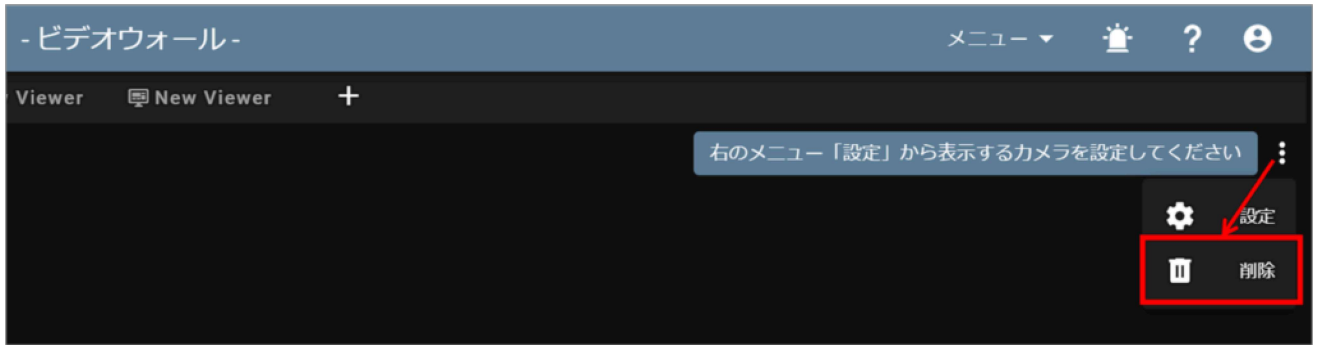 - ビデオウォール -
メニュー
Viewer
New Viewer
右のメニュー「設定」から表示するカメラを設定してください
設定
削除